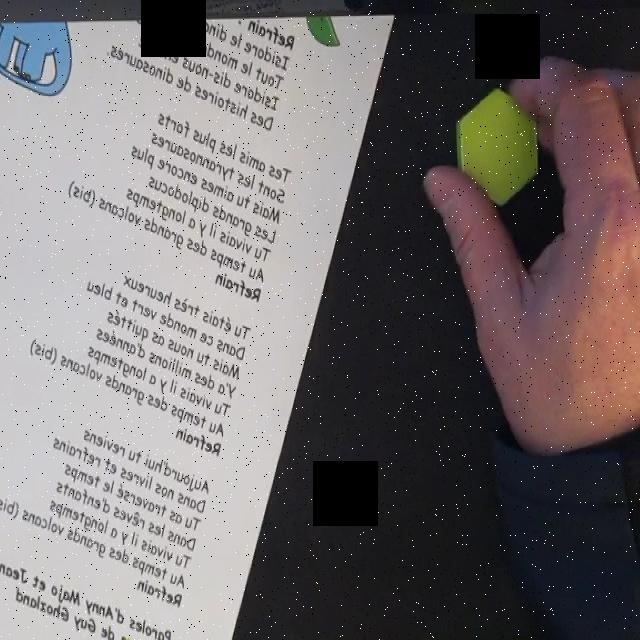 Refrain
Isidore le
Tout le monde
Isidore dis-nous
Des histoires de dinosaures
Tes amis les plus forts
Sont les tyrannosaures
Mais tu aimes encore plus
Les grands diplodocus
Tu vivais il y a longtemps
Au temps des grands volcans (bis)
Refrain
Tu étais très heureux
Dans ce monde vert et bleu
Mais tu nous as quittés
Y'a des millions d'années
Tu vivais il y a longtemps
Au temps des grands volcans (bis)
Refrain
Aujourd'hui tu reviens
Dans nos livres et refrains
Tu as traversé le temps
Dans les rêves d'enfants
Tu vivais il y a longtemps
Au temps des grands volcans (bis)
Refrain
Paroles d'Anny Majo et Jean
de Guy Goazland